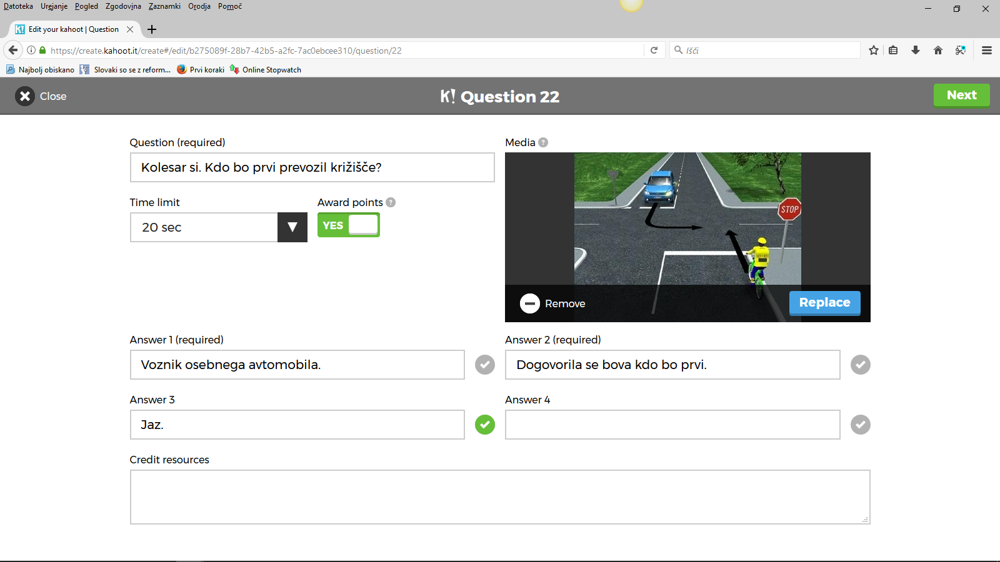 Datoteka Urejanje Pogled Zgodovina Zaznamki Orodja Pomoč
K! Edit your kahoot | Question
https://create.kahoot.it/create#/edit/b275089f-28b7-42b5-a2fc-7ac0ebcee310/question/22
Išči
Najbolj obiskano Slovaki so se z reform... Prvi koraki Online Stopwatch
Close
K! Question 22
Next
Question (required)
Kolesar si. Kdo bo prvi prevozil križišče?
Media ?
Time limit
Award points ?
20 sec
YES
STOP
Remove
Replace
Answer 1 (required)
Answer 2 (required)
Voznik osebnega avtomobila.
Dogovorila se bova kdo bo prvi.
Answer 3
Answer 4
Jaz.
Credit resources